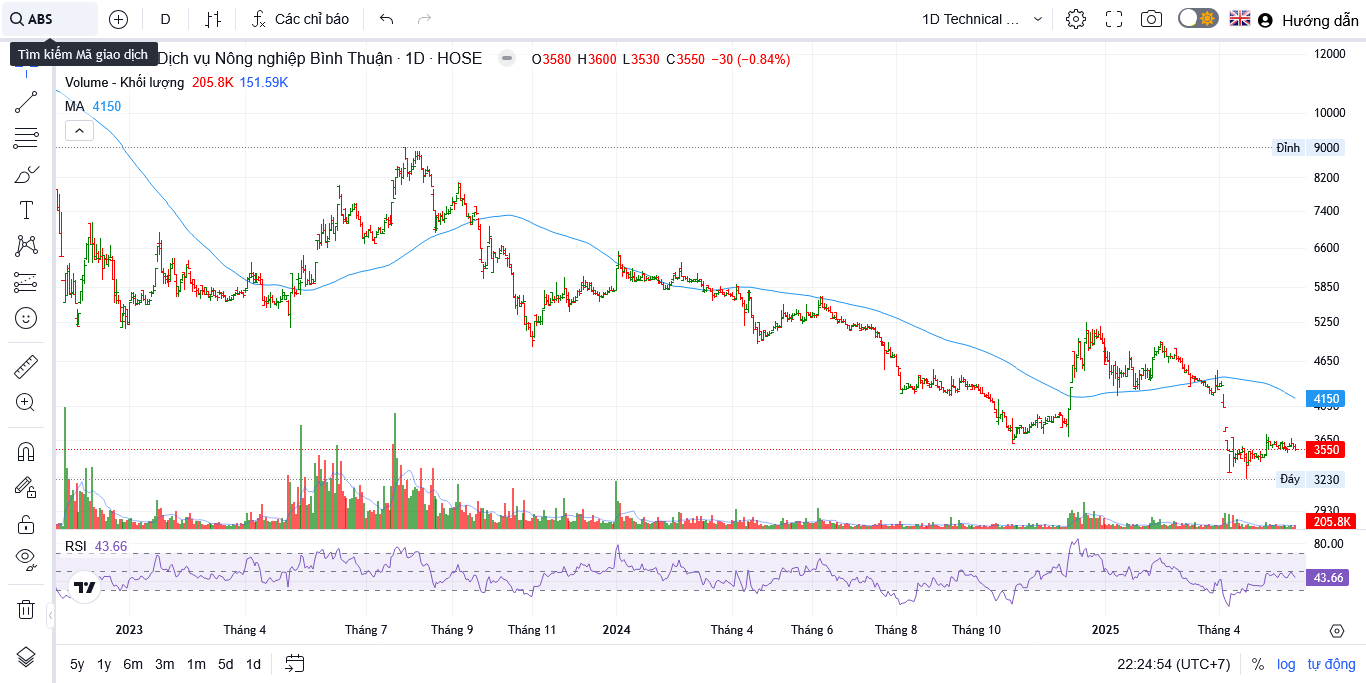 ABS
D
Các chỉ báo
1D Technical ...
Hướng dẫn
Tìm kiếm Mã giao dịch
Dịch vụ Nông nghiệp Bình Thuận · 1D · HOSE
O3580 H3600 L3530 C3550 −30 (−0.84%)
Volume - Khối lượng 205.8K 151.59K
MA 4150
12000
10000
Đỉnh 9000
8200
7400
6600
5850
5250
4650
4150
3650
3550
Đáy 3230
2930
205.8K
RSI 43.66
80.00
43.66
2023 Tháng 4 Tháng 7 Tháng 9 Tháng 11 2024 Tháng 4 Tháng 6 Tháng 8 Tháng 10 2025 Tháng 4
5y 1y 6m 3m 1m 5d 1d
22:24:54 (UTC+7) % log tự động